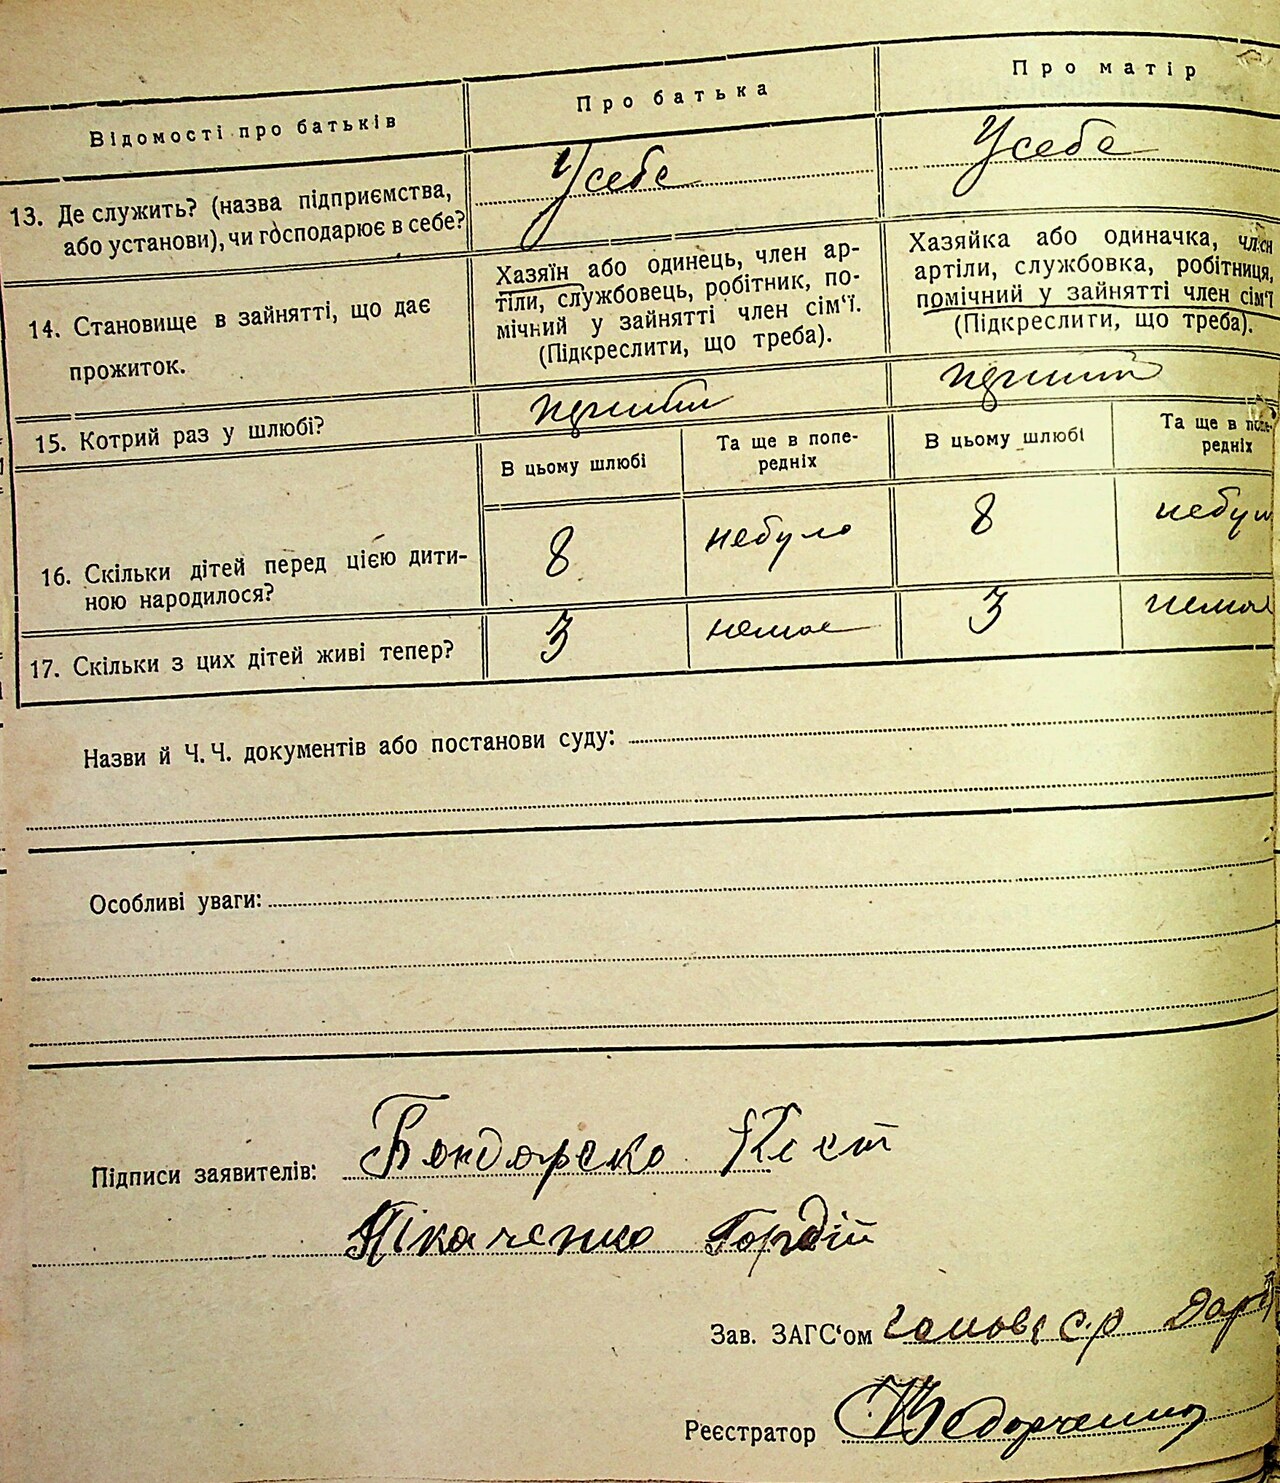 Відомості про батьків
Про батька
Про матір
13. Де служить? (назва підприємства,
або установи), чи господарює в себе?
Усебе
Усебе
14. Становище в зайнятті, що дає
прожиток.
Хазяїн або одинець, член ар-
тіли, службовець, робітник, по-
мічний у зайнятті член сім'ї.
(Підкреслити, що треба).
Хазяйка або одиначка, член
артіли, службовка, робітниця,
помічний у зайнятті член сім'ї
(Підкреслити, що треба).
15. Котрий раз у шлюбі?
В цьому шлюбі
Та ще в попе-
редніх
В цьому шлюбі
Та ще в попе-
редніх
16. Скільки дітей перед цією дити-
ною народилося?
8
небуло
8
небул
17. Скільки з цих дітей живі тепер?
3
немає
3
немає
Назви й Ч. Ч. документів або постанови суду:
Особливі уваги:
Підписи заявителів:
Гордій
Зав. ЗАГС'ом
с.р
Реєстратор